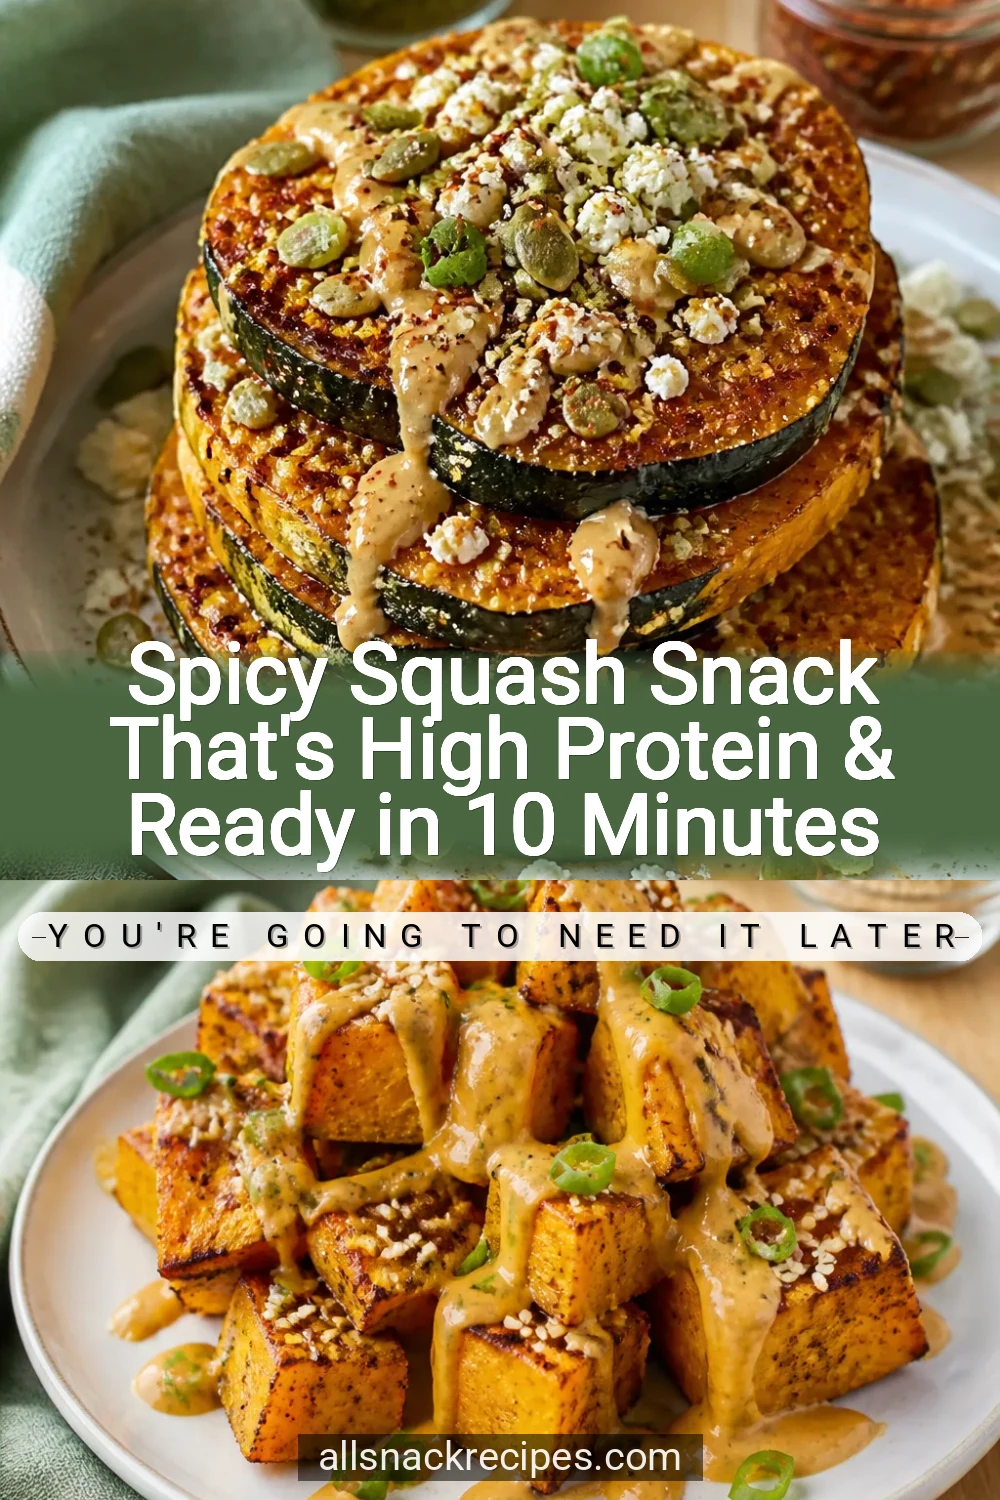 Spicy Squash Snack
That's High Protein &
Ready in 10 Minutes
–YOU'RE GOING TO NEED IT LATER–
allsnackrecipes.com